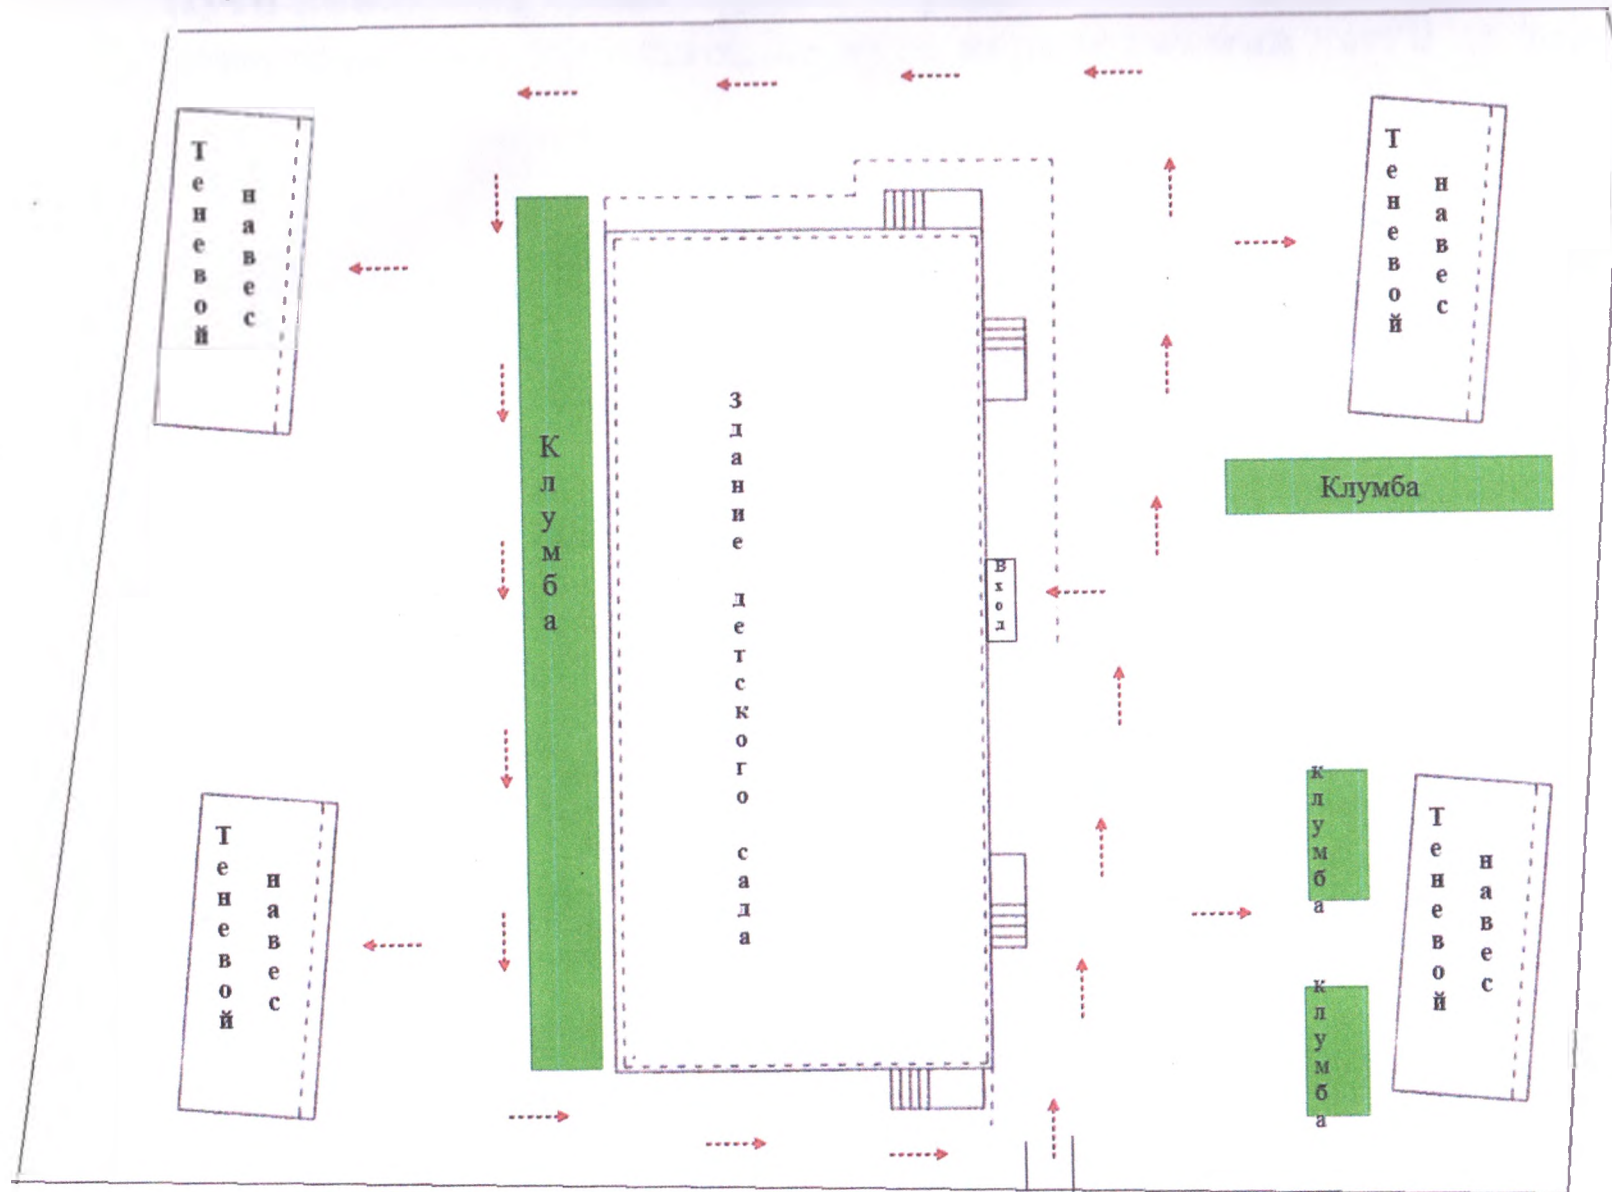 Теневой
навес
Теневой
навес
Клумба
Здание детского сада
Клумба
Вход
клумба
Теневой
навес
Теневой
навес
клумба